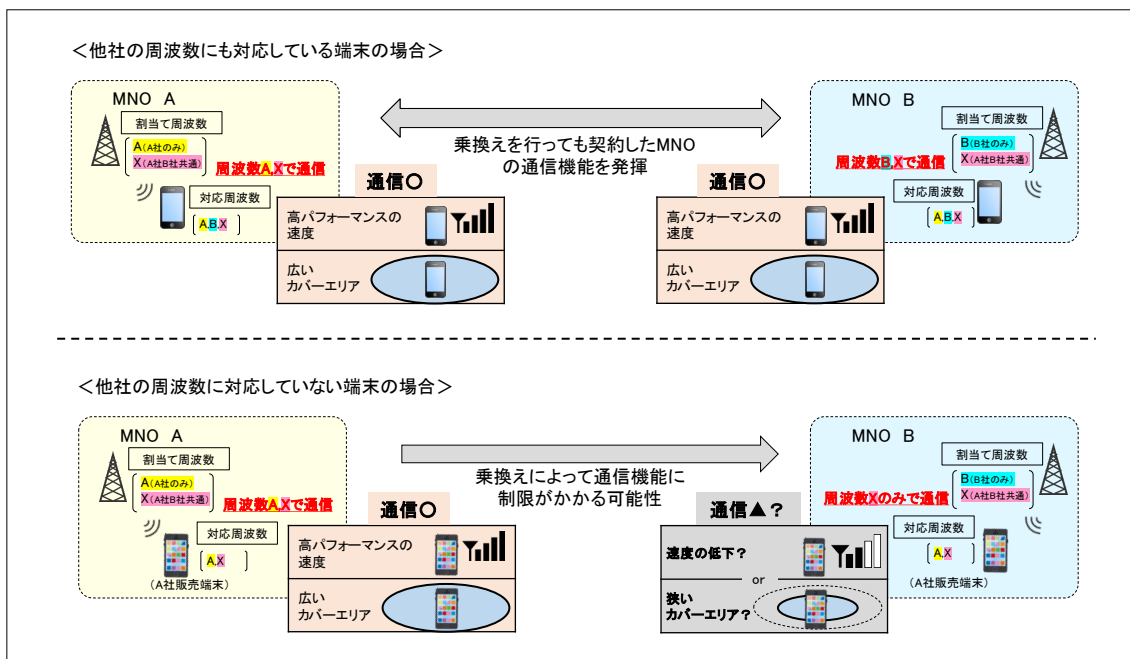 ＜他社の周波数にも対応している端末の場合＞
MNO A
割当て周波数
A(A社のみ)
X(A社B社共通)
周波数A,Xで通信
対応周波数
A,B,X
通信〇
高パフォーマンスの
速度
広い
カバーエリア
乗換えを行っても契約したMNO
の通信機能を発揮
MNO B
割当て周波数
B(B社のみ)
X(A社B社共通)
周波数B,Xで通信
対応周波数
A,B,X
通信〇
高パフォーマンスの
速度
広い
カバーエリア
＜他社の周波数に対応していない端末の場合＞
MNO A
割当て周波数
A(A社のみ)
X(A社B社共通)
周波数A,Xで通信
対応周波数
A,X
(A社販売端末)
通信〇
高パフォーマンスの
速度
広い
カバーエリア
乗換えによって通信機能に
制限がかかる可能性
MNO B
割当て周波数
B(B社のみ)
X(A社B社共通)
周波数Xのみで通信
対応周波数
A,X
(A社販売端末)
通信▲？
速度の低下？
or
狭い
カバーエリア？